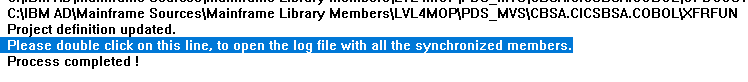 C:\IBM AD\Mainframe Sources\Mainframe Library Members\LVL4MOP\PDS_MVS\CBSA.CICSBSA.COBOL\XFRFUN
Project definition updated.
Please double click on this line, to open the log file with all the synchronized members.
Process completed !